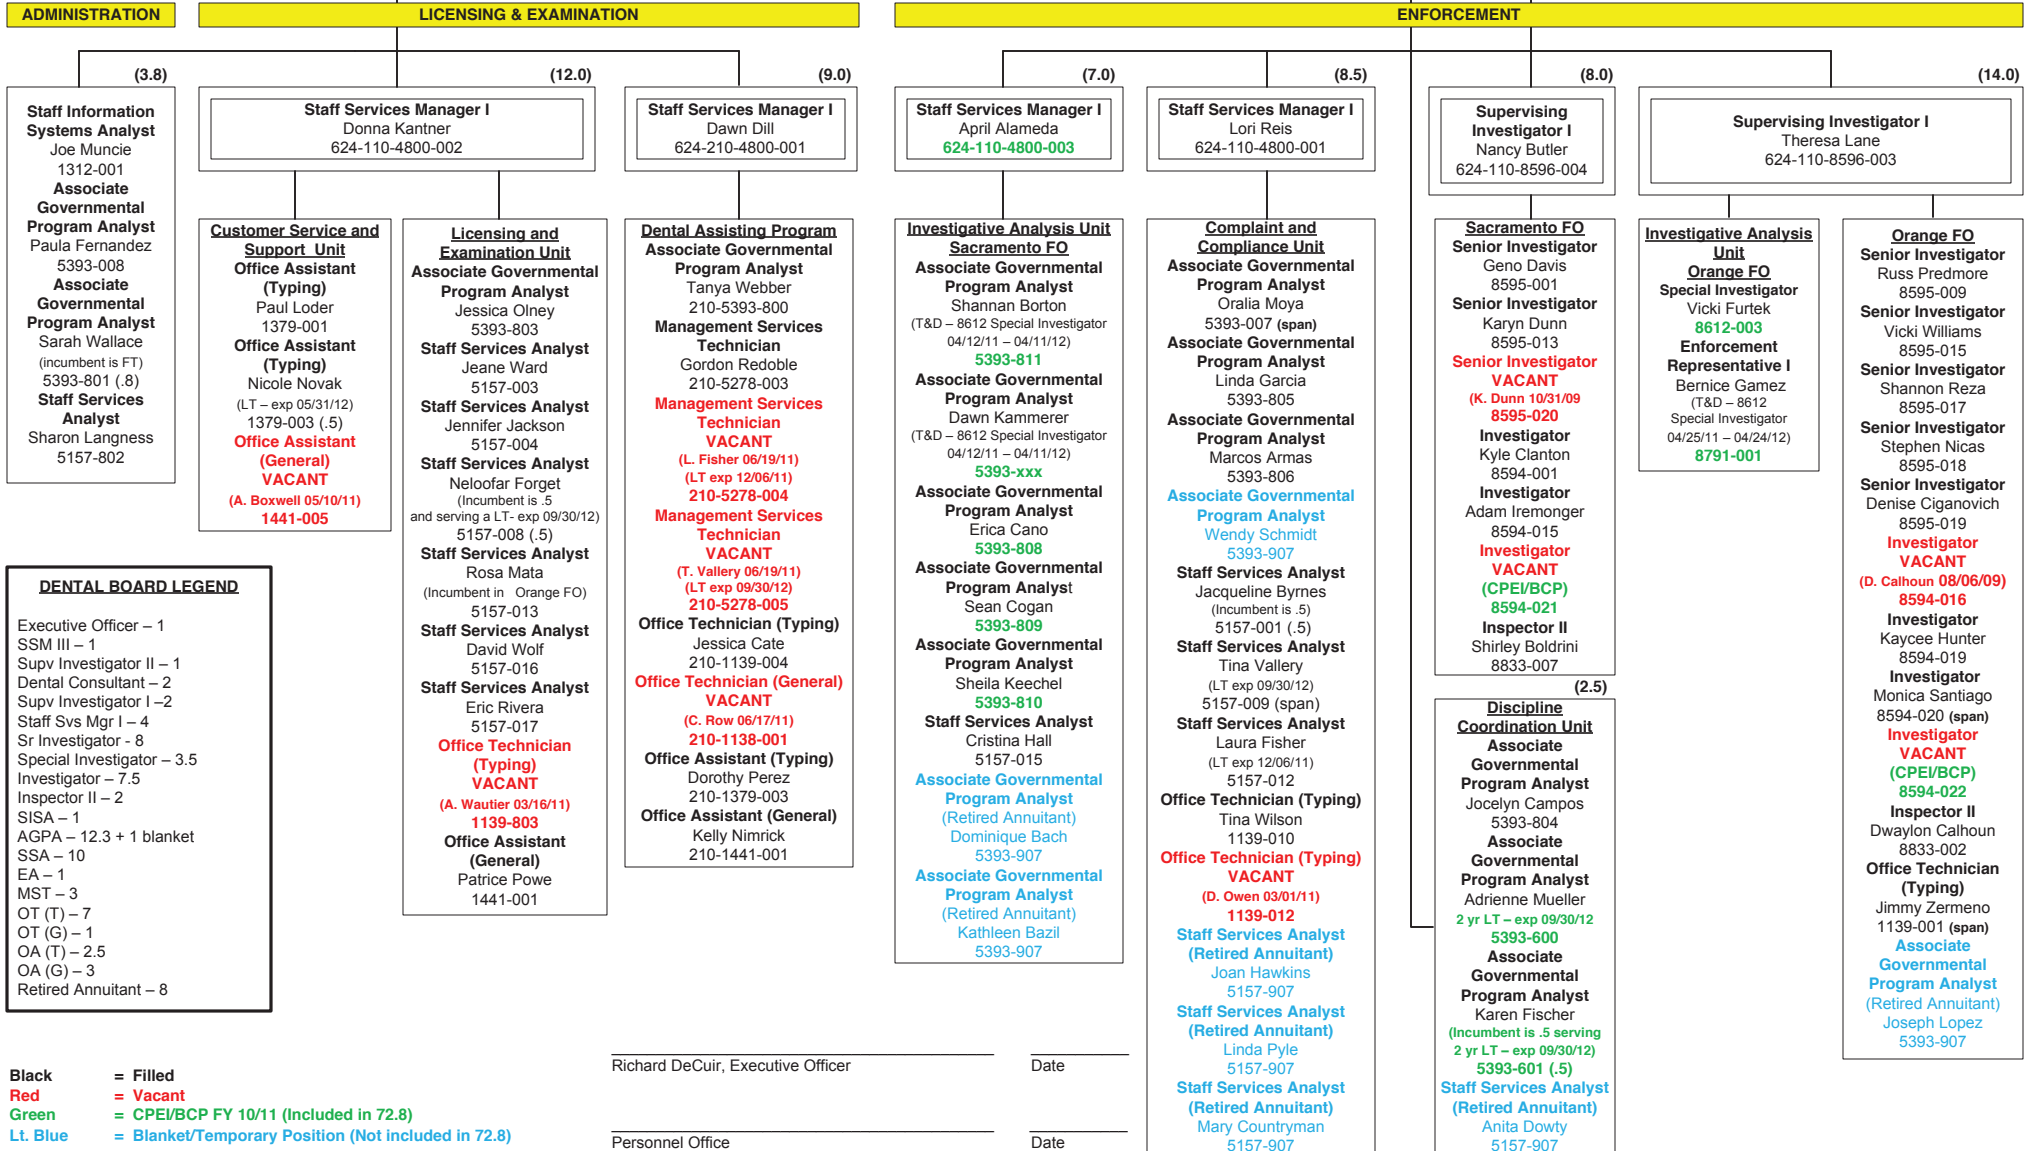 ADMINISTRATION
LICENSING & EXAMINATION
ENFORCEMENT
(3.8)
Staff Information
Systems Analyst
Joe Muncie
1312-001
Associate
Governmental
Program Analyst
Paula Fernandez
5393-008
Associate
Governmental
Program Analyst
Sarah Wallace
(incumbent is FT)
5393-801 (.8)
Staff Services
Analyst
Sharon Langness
5157-802
(12.0)
Staff Services Manager I
Donna Kantner
624-110-4800-002
Customer Service and
Support Unit
Office Assistant
(Typing)
Paul Loder
1379-001
Office Assistant
(Typing)
Nicole Novak
(LT – exp 05/31/12)
1379-003 (.5)
Office Assistant
(General)
VACANT
(A. Boxwell 05/10/11)
1441-005
Licensing and
Examination Unit
Associate Governmental
Program Analyst
Jessica Olney
5393-803
Staff Services Analyst
Jeane Ward
5157-003
Staff Services Analyst
Jennifer Jackson
5157-004
Staff Services Analyst
Neloofar Forget
(Incumbent is .5
and serving a LT- exp 09/30/12)
5157-008 (.5)
Staff Services Analyst
Rosa Mata
(Incumbent in Orange FO)
5157-013
Staff Services Analyst
David Wolf
5157-016
Staff Services Analyst
Eric Rivera
5157-017
Office Technician
(Typing)
VACANT
(A. Wautier 03/16/11)
1139-803
Office Assistant
(General)
Patrice Powe
1441-001
(9.0)
Staff Services Manager I
Dawn Dill
624-210-4800-001
Dental Assisting Program
Associate Governmental
Program Analyst
Tanya Webber
210-5393-800
Management Services
Technician
Gordon Redoble
210-5278-003
Management Services
Technician
VACANT
(L. Fisher 06/19/11)
(LT exp 12/06/11)
210-5278-004
Management Services
Technician
VACANT
(T. Vallery 06/19/11)
(LT exp 09/30/12)
210-5278-005
Office Technician (Typing)
Jessica Cate
210-1139-004
Office Technician (General)
VACANT
(C. Row 06/17/11)
210-1138-001
Office Assistant (Typing)
Dorothy Perez
210-1379-003
Office Assistant (General)
Kelly Nimrick
210-1441-001
(7.0)
Staff Services Manager I
April Alameda
624-110-4800-003
Investigative Analysis Unit
Sacramento FO
Associate Governmental
Program Analyst
Shannan Borton
(T&D – 8612 Special Investigator
04/12/11 – 04/11/12)
5393-811
Associate Governmental
Program Analyst
Dawn Kammerer
(T&D – 8612 Special Investigator
04/12/11 – 04/11/12)
5393-xxx
Associate Governmental
Program Analyst
Erica Cano
5393-808
Associate Governmental
Program Analyst
Sean Cogan
5393-809
Associate Governmental
Program Analyst
Sheila Keechel
5393-810
Staff Services Analyst
Cristina Hall
5157-015
Associate Governmental
Program Analyst
(Retired Annuitant)
Dominique Bach
5393-907
Associate Governmental
Program Analyst
(Retired Annuitant)
Kathleen Bazil
5393-907
(8.5)
Staff Services Manager I
Lori Reis
624-110-4800-001
Complaint and
Compliance Unit
Associate Governmental
Program Analyst
Oralia Moya
5393-007 (span)
Associate Governmental
Program Analyst
Linda Garcia
5393-805
Associate Governmental
Program Analyst
Marcos Armas
5393-806
Associate Governmental
Program Analyst
Wendy Schmidt
5393-907
Staff Services Analyst
Jacqueline Byrnes
(Incumbent is .5)
5157-001 (.5)
Staff Services Analyst
Tina Vallery
(LT exp 09/30/12)
5157-009 (span)
Staff Services Analyst
Laura Fisher
(LT exp 12/06/11)
5157-012
Office Technician (Typing)
Tina Wilson
1139-010
Office Technician (Typing)
VACANT
(D. Owen 03/01/11)
1139-012
Staff Services Analyst
(Retired Annuitant)
Joan Hawkins
5157-907
Staff Services Analyst
(Retired Annuitant)
Linda Pyle
5157-907
Staff Services Analyst
(Retired Annuitant)
Mary Countryman
5157-907
(8.0)
Supervising
Investigator I
Nancy Butler
624-110-8596-004
Sacramento FO
Senior Investigator
Geno Davis
8595-001
Senior Investigator
Karyn Dunn
8595-013
Senior Investigator
VACANT
(K. Dunn 10/31/09
8595-020
Investigator
Kyle Clanton
8594-001
Investigator
Adam Iremonger
8594-015
Investigator
VACANT
(CPEI/BCP)
8594-021
Inspector II
Shirley Boldrini
8833-007
(2.5)
Discipline
Coordination Unit
Associate
Governmental
Program Analyst
Jocelyn Campos
5393-804
Associate
Governmental
Program Analyst
Adrienne Mueller
2 yr LT – exp 09/30/12
5393-600
Associate
Governmental
Program Analyst
Karen Fischer
(Incumbent is .5 serving
2 yr LT – exp 09/30/12)
5393-601 (.5)
Staff Services Analyst
(Retired Annuitant)
Anita Dowty
5157-907
(14.0)
Supervising Investigator I
Theresa Lane
624-110-8596-003
Investigative Analysis
Unit
Orange FO
Special Investigator
Vicki Furtek
8612-003
Enforcement
Representative I
Bernice Gamez
(T&D – 8612
Special Investigator
04/25/11 – 04/24/12)
8791-001
Orange FO
Senior Investigator
Russ Predmore
8595-009
Senior Investigator
Vicki Williams
8595-015
Senior Investigator
Shannon Reza
8595-017
Senior Investigator
Stephen Nicas
8595-018
Senior Investigator
Denise Ciganovich
8595-019
Investigator
VACANT
(D. Calhoun 08/06/09)
8594-016
Investigator
Kaycee Hunter
8594-019
Investigator
Monica Santiago
8594-020 (span)
Investigator
VACANT
(CPEI/BCP)
8594-022
Inspector II
Dwaylon Calhoun
8833-002
Office Technician
(Typing)
Jimmy Zermeno
1139-001 (span)
Associate
Governmental
Program Analyst
(Retired Annuitant)
Joseph Lopez
5393-907
DENTAL BOARD LEGEND
Executive Officer – 1
SSM III – 1
Supv Investigator II – 1
Dental Consultant – 2
Supv Investigator I –2
Staff Svs Mgr I – 4
Sr Investigator - 8
Special Investigator – 3.5
Investigator – 7.5
Inspector II – 2
SISA – 1
AGPA – 12.3 + 1 blanket
SSA – 10
EA – 1
MST – 3
OT (T) – 7
OT (G) – 1
OA (T) – 2.5
OA (G) – 3
Retired Annuitant – 8
Black = Filled
Red = Vacant
Green = CPEI/BCP FY 10/11 (Included in 72.8)
Lt. Blue = Blanket/Temporary Position (Not included in 72.8)
Richard DeCuir, Executive Officer
Date
Personnel Office
Date